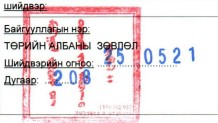 шийдвэр:
Байгууллагын нэр:
ТӨРИЙН АЛБАНЫ ЗӨВЛӨЛ
Шийдвэрийн огноо: 25 0521
Дугаар: 208